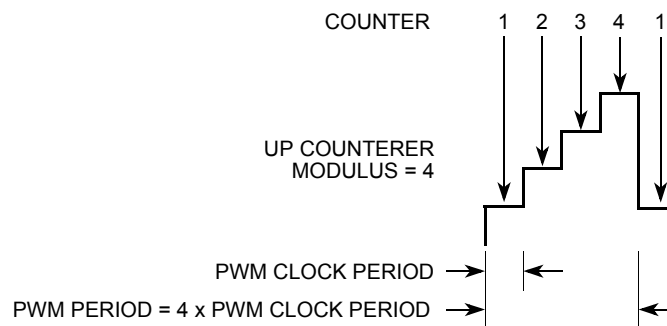 COUNTER 1 2 3 4 1
UP COUNTERER
MODULUS = 4
PWM CLOCK PERIOD
PWM PERIOD = 4 x PWM CLOCK PERIOD